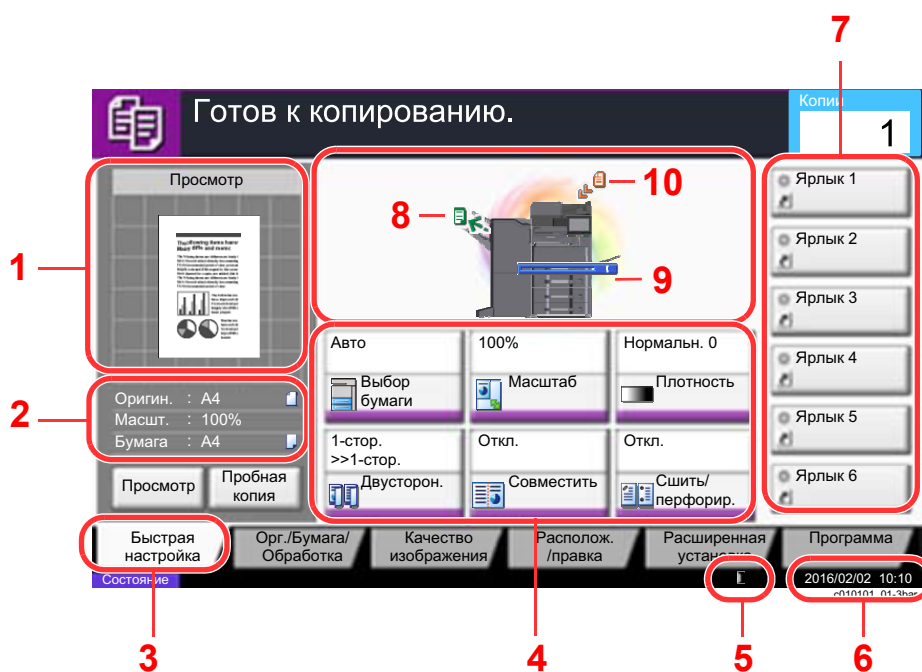 7
Готов к копированию.
Копии
1
Просмотр
1
8
10
9
Ярлык 1
Ярлык 2
Ярлык 3
Ярлык 4
Ярлык 5
Ярлык 6
2
Оригин. : A4
Масшт. : 100%
Бумага : A4
Просмотр
Пробная
копия
Авто
Выбор
бумаги
100%
Масштаб
Нормальн. 0
Плотность
1-стор.
>>1-стор.
Двусторон.
Откл.
Совместить
Откл.
Сшить/
перфорир.
Быстрая
настройка
Орг./Бумага/
Обработка
Качество
изображения
Располож.
/правка
Расширенная
установка
Программа
Состояние
2016/02/02 10:10
3
4
5
6